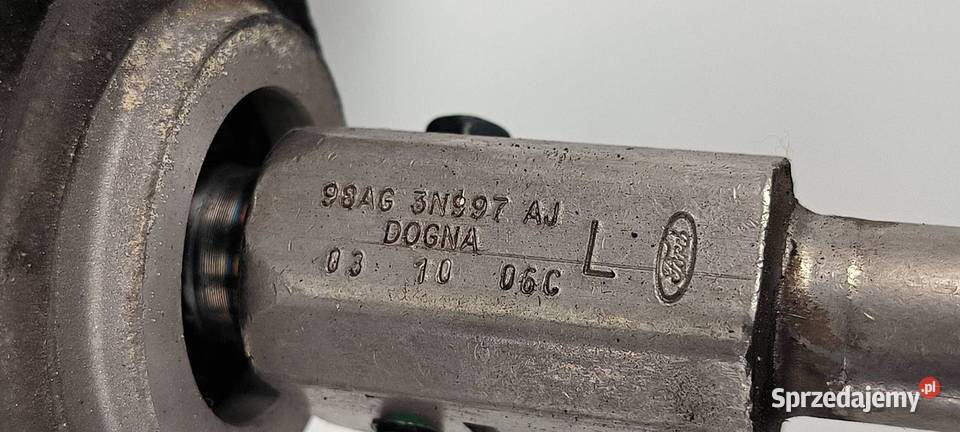 98AG 3N997 AJ
DOGNA
03 10 06C
L
Ford
Sprzedajemy.pl